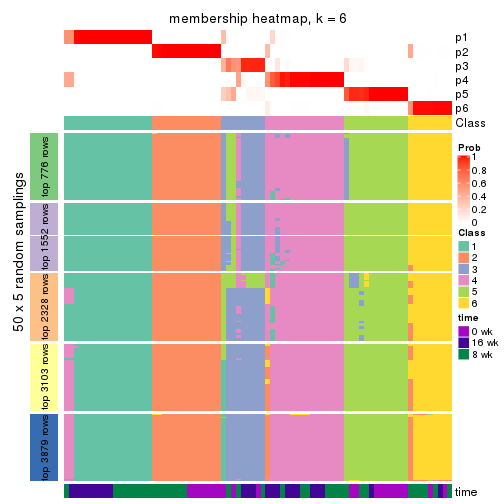 membership heatmap, k = 6
p1
p2
p3
p4
p5
p6
Class
50 x 5 random samplings
top 776 rows
top 1552 rows
top 2328 rows
top 3103 rows
top 3879 rows
time
Prob
1
0.8
0.6
0.4
0.2
0
Class
1
2
3
4
5
6
time
0 wk
16 wk
8 wk